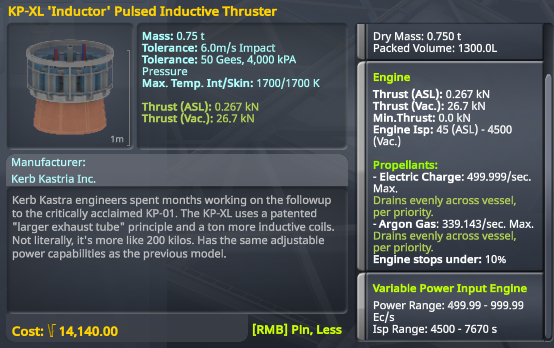 KP-XL 'Inductor' Pulsed Inductive Thruster
Mass: 0.75 t
Tolerance: 6.0m/s Impact
Tolerance: 50 Gees, 4,000 kPA
Pressure
Max. Temp. Int/Skin: 1700/1700 K
Thrust (ASL): 0.267 kN
Thrust (Vac.): 26.7 kN
1m
Manufacturer:
Kerb Kastria Inc.
Kerb Kastra engineers spent months working on the followup
to the critically acclaimed KP-01. The KP-XL uses a patented
"larger exhaust tube" principle and a ton more inductive coils.
Not literally, it's more like 200 kilos. Has the same adjustable
power capabilities as the previous model.
Cost: 14,140.00
[RMB] Pin, Less
Dry Mass: 0.750 t
Packed Volume: 1300.0L
Engine
Thrust (ASL): 0.267 kN
Thrust (Vac.): 26.7 kN
Min.Thrust: 0.0 kN
Engine Isp: 45 (ASL) - 4500
(Vac.)
Propellants:
- Electric Charge: 499.999/sec.
Max.
Drains evenly across vessel,
per priority.
- Argon Gas: 339.143/sec. Max.
Drains evenly across vessel,
per priority.
Engine stops under: 10%
Variable Power Input Engine
Power Range: 499.99 - 999.99
Ec/s
Isp Range: 4500 - 7670 s